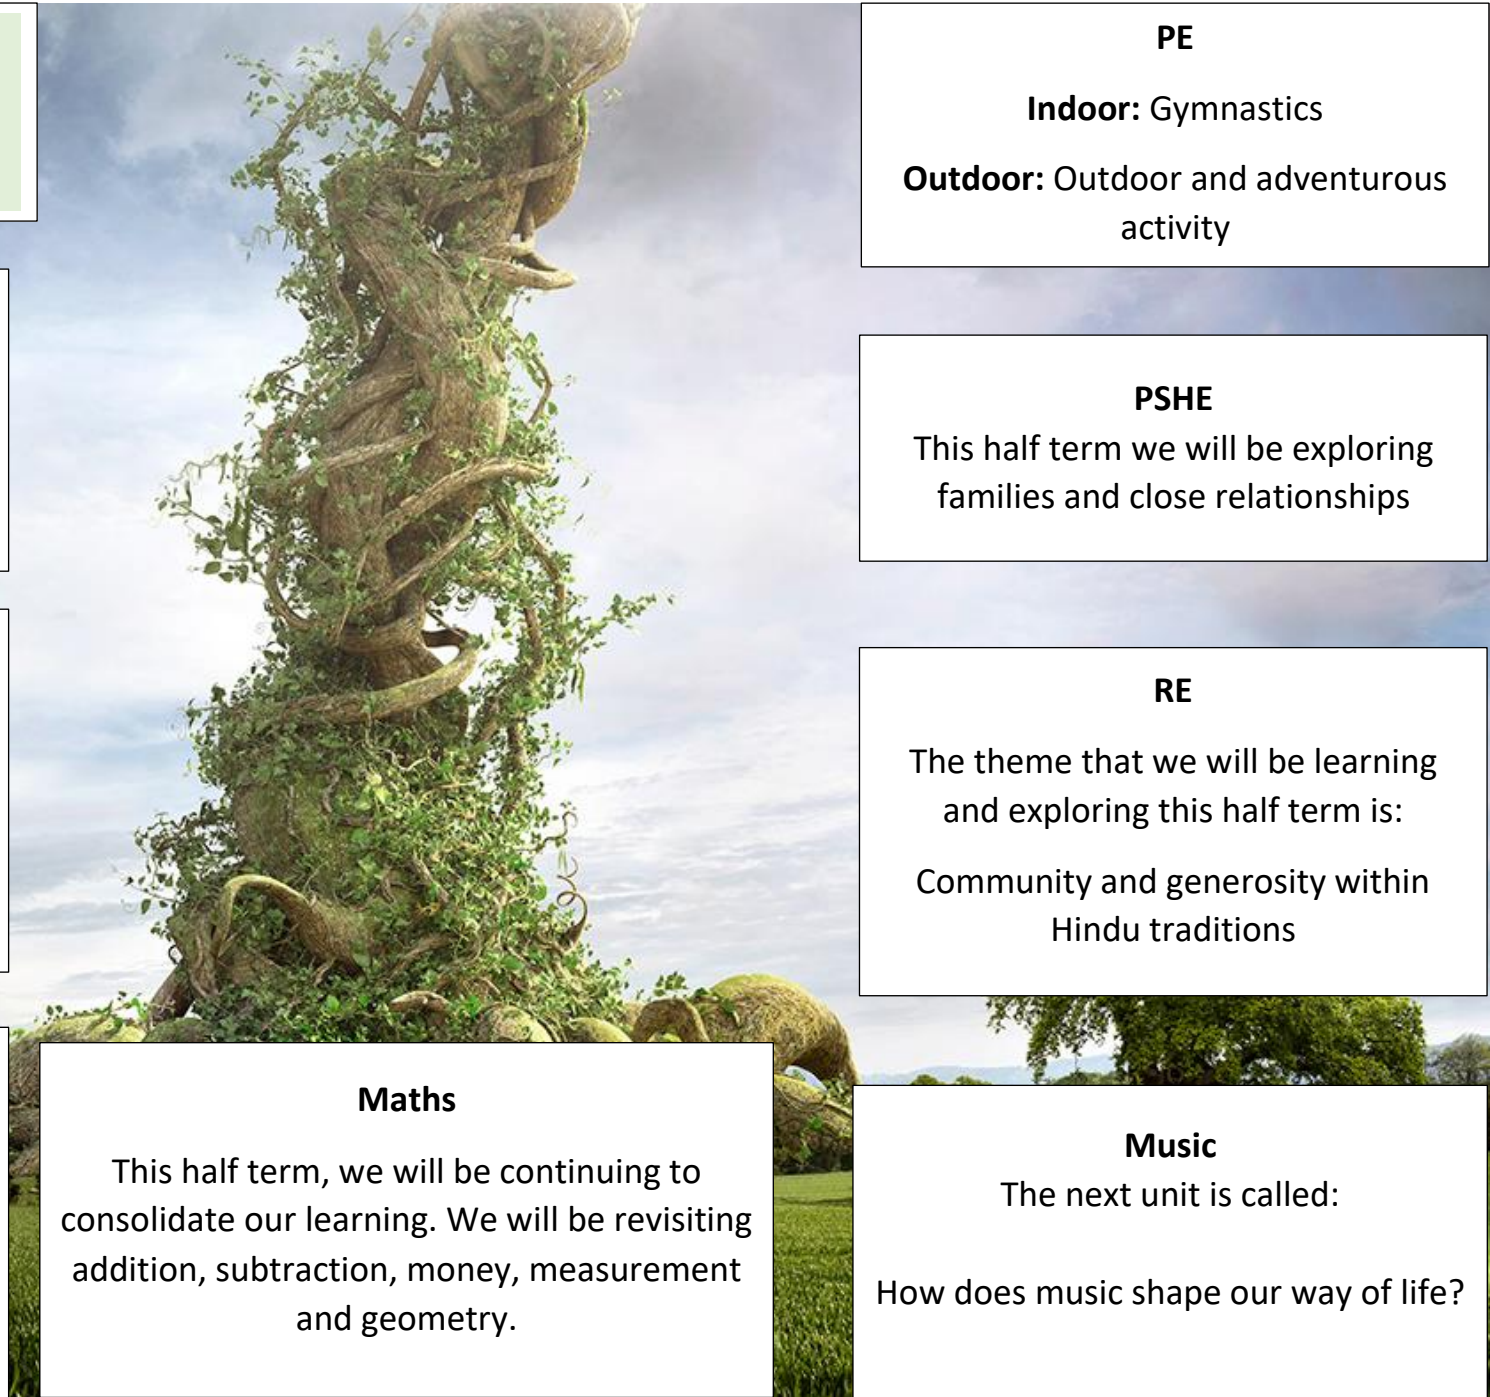 PE
Indoor: Gymnastics
Outdoor: Outdoor and adventurous
activity
PSHE
This half term we will be exploring
families and close relationships
RE
The theme that we will be learning
and exploring this half term is:
Community and generosity within
Hindu traditions
Maths
This half term, we will be continuing to
consolidate our learning. We will be revisiting
addition, subtraction, money, measurement
and geometry.
Music
The next unit is called:
How does music shape our way of life?